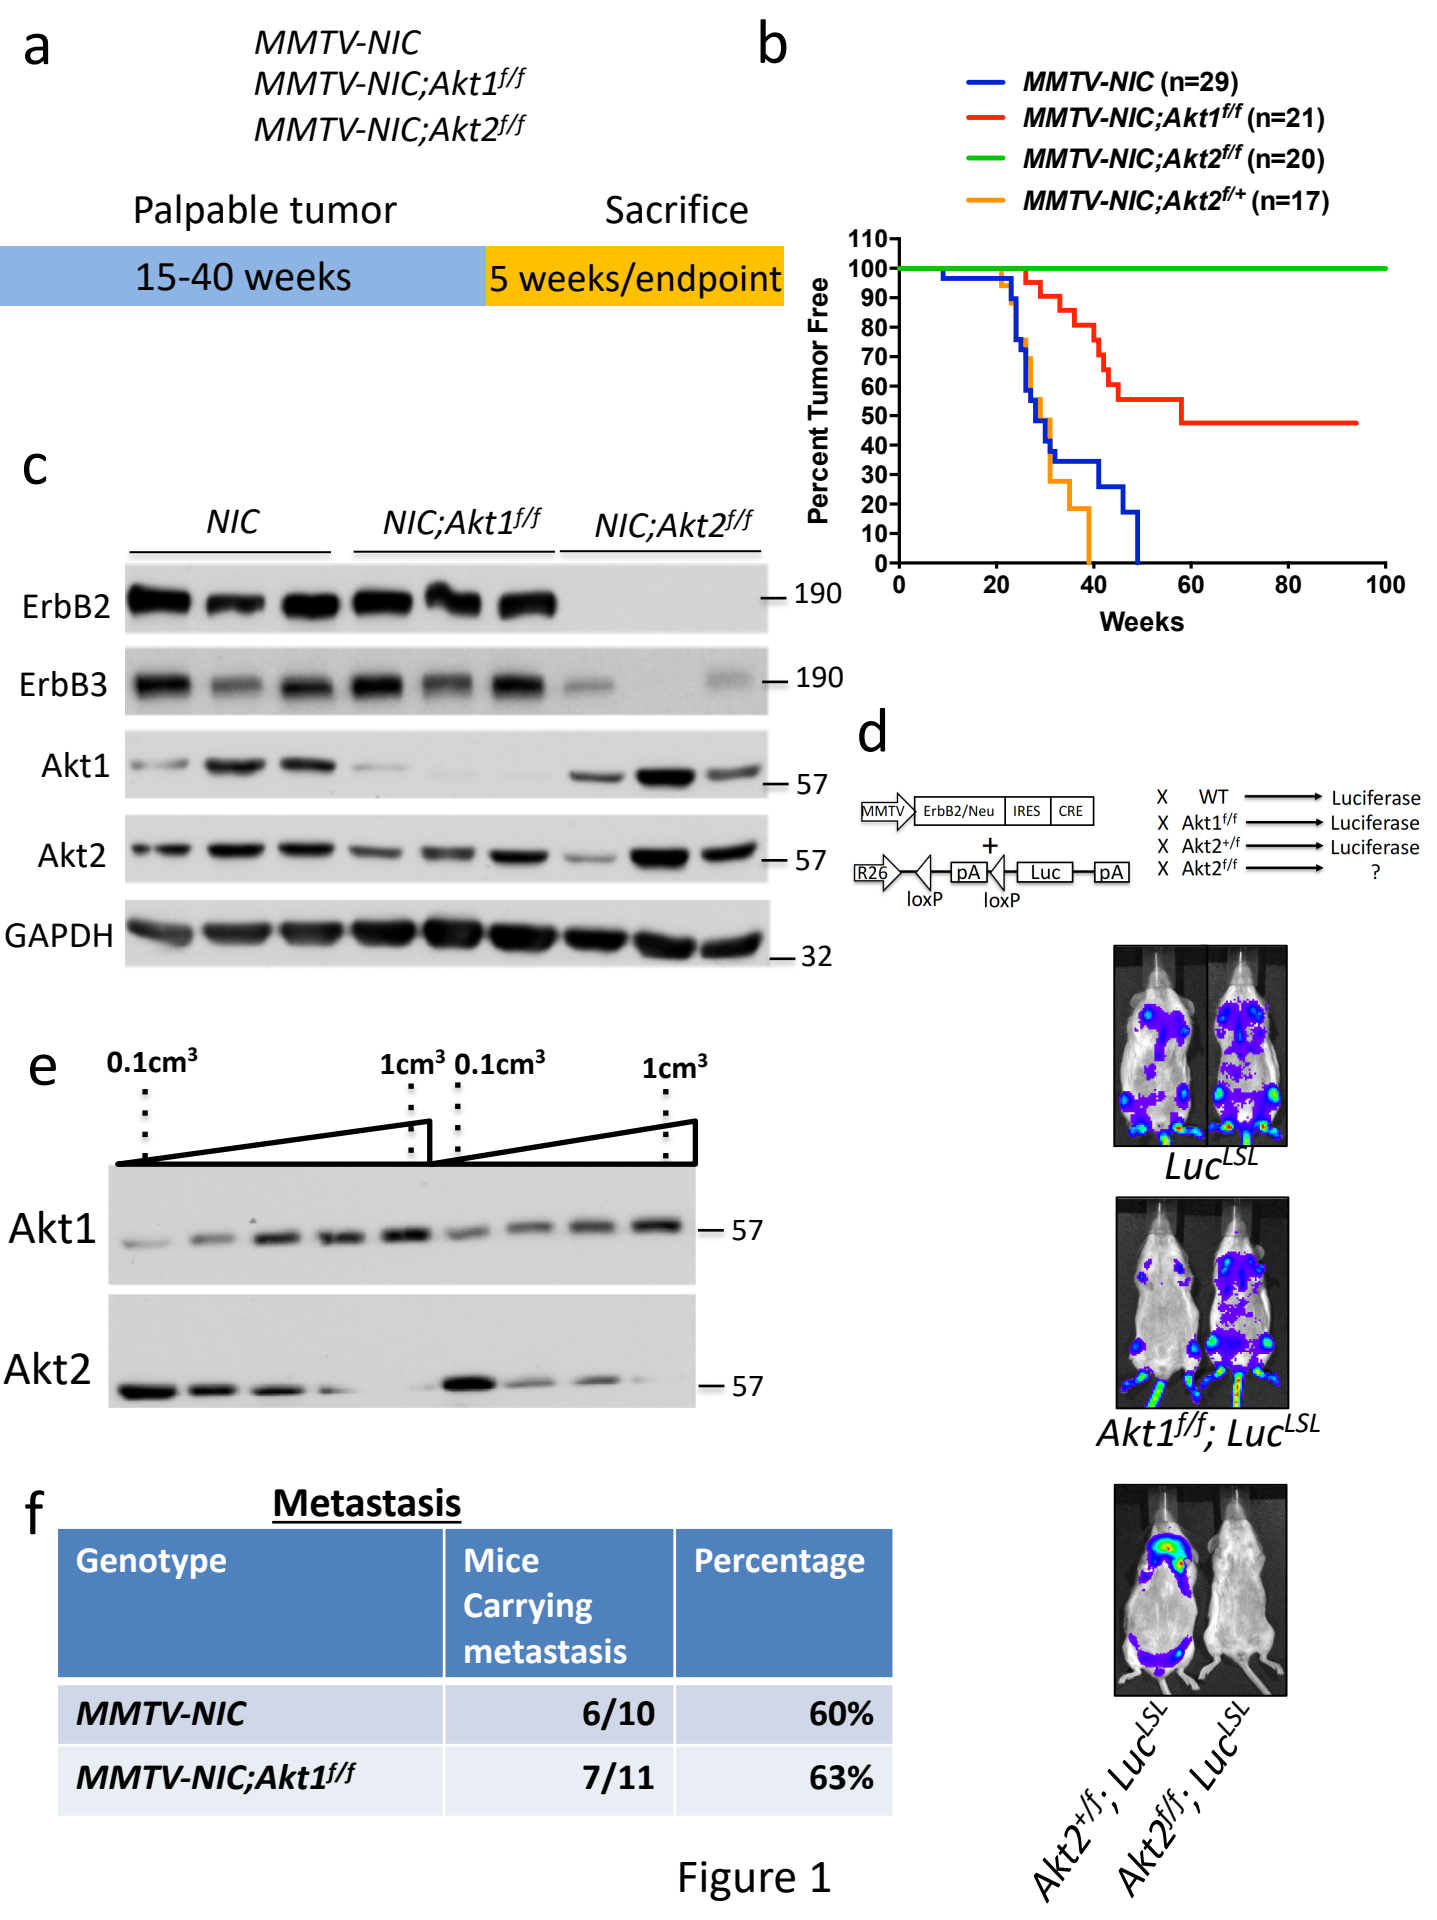 a
MMTV-NIC
MMTV-NIC;Akt1f/f
MMTV-NIC;Akt2f/f
Palpable tumor
Sacrifice
15-40 weeks
5 weeks/endpoint
b
MMTV-NIC (n=29)
MMTV-NIC;Akt1f/f (n=21)
MMTV-NIC;Akt2f/f (n=20)
MMTV-NIC;Akt2f/+ (n=17)
Percent Tumor Free
110
100
90
80
70
60
50
40
30
20
10
0
0 20 40 60 80 100
Weeks
c
NIC NIC;Akt1f/f NIC;Akt2f/f
ErbB2 190
ErbB3 190
Akt1 57
Akt2 57
GAPDH 32
d
MMTV ErbB2/Neu IRES CRE
+
R26 pA Luc pA
loxP loxP
X WT Luciferase
X Akt1f/f Luciferase
X Akt2+/f Luciferase
X Akt2f/f ?
LucLSL
Akt1f/f; LucLSL
Akt2+/f; LucLSL
Akt2f/f; LucLSL
e
0.1cm3 1cm3 0.1cm3 1cm3
Akt1 57
Akt2 57
f
Metastasis
Genotype Mice Carrying metastasis Percentage
MMTV-NIC 6/10 60%
MMTV-NIC;Akt1f/f 7/11 63%
Figure 1